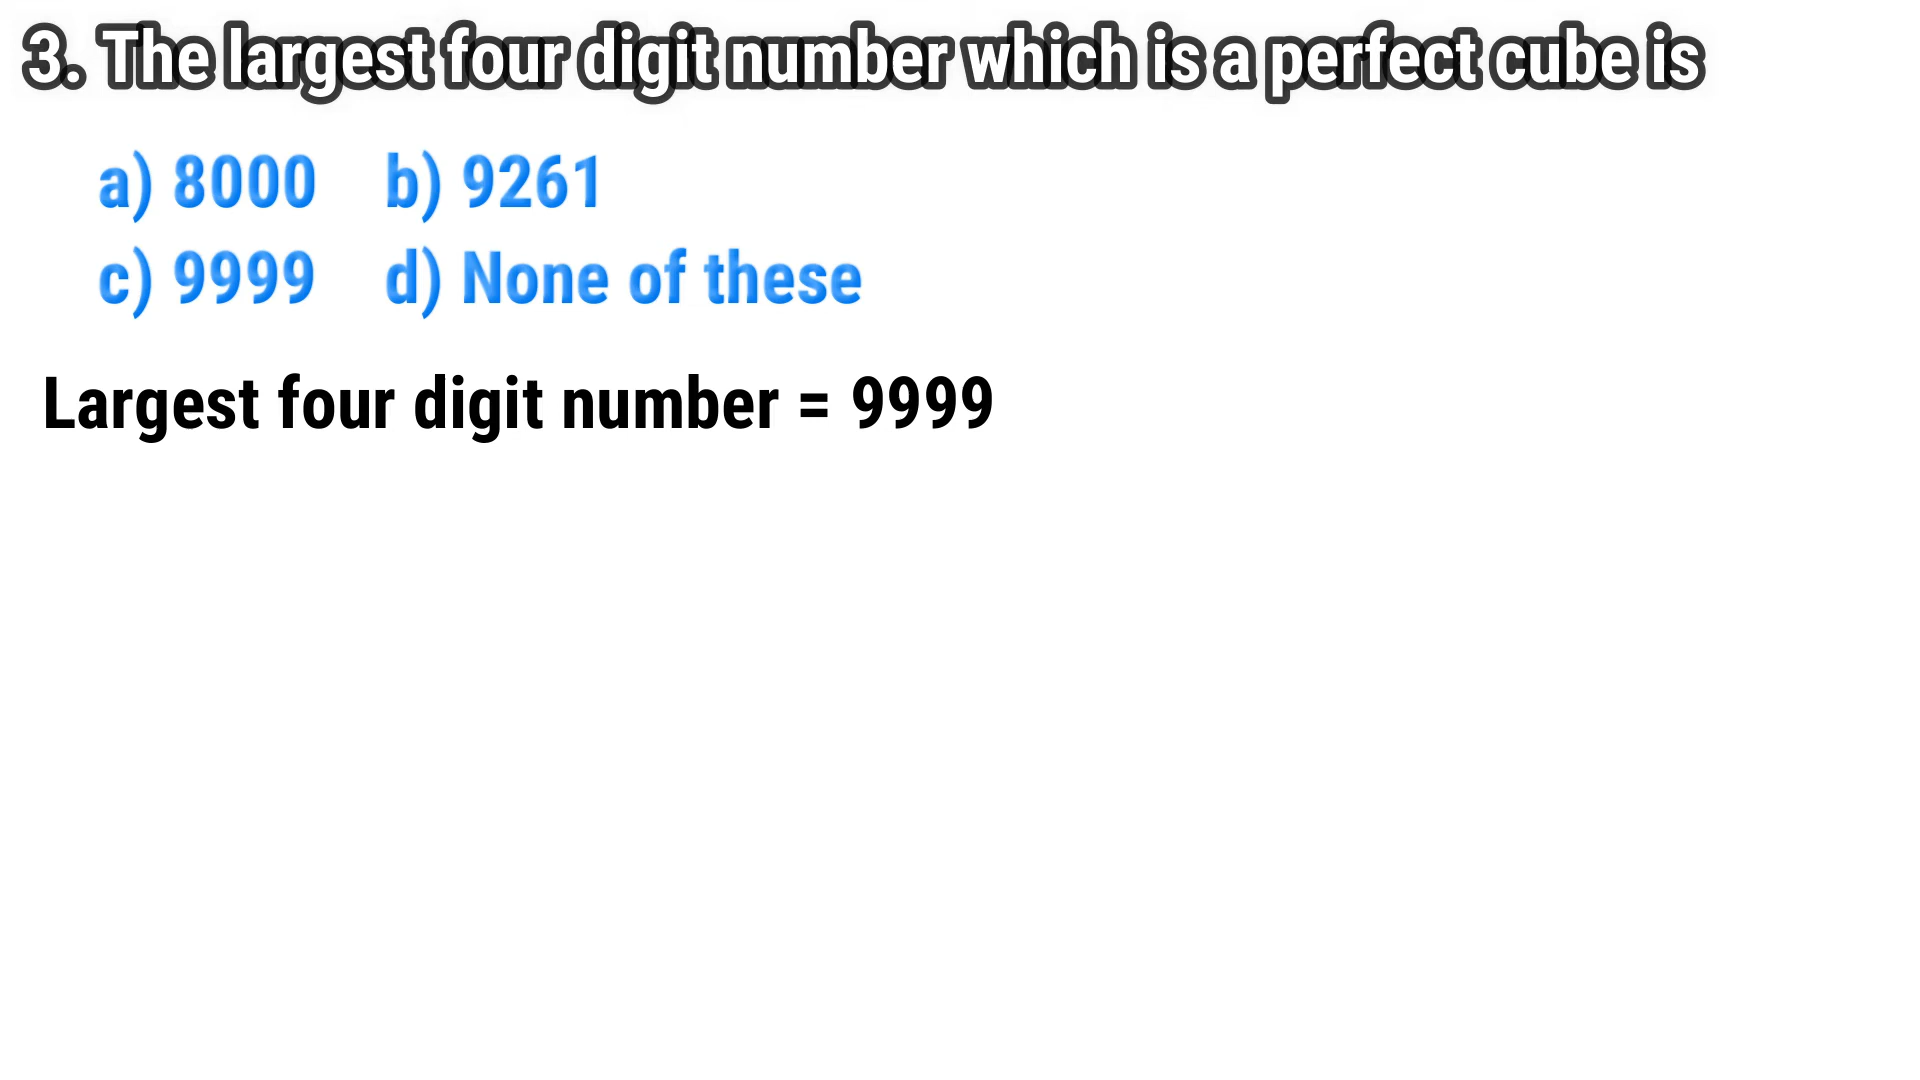 3. The largest four digit number which is a perfect cube is
a) 8000 b) 9261
c) 9999 d) None of these
Largest four digit number = 9999